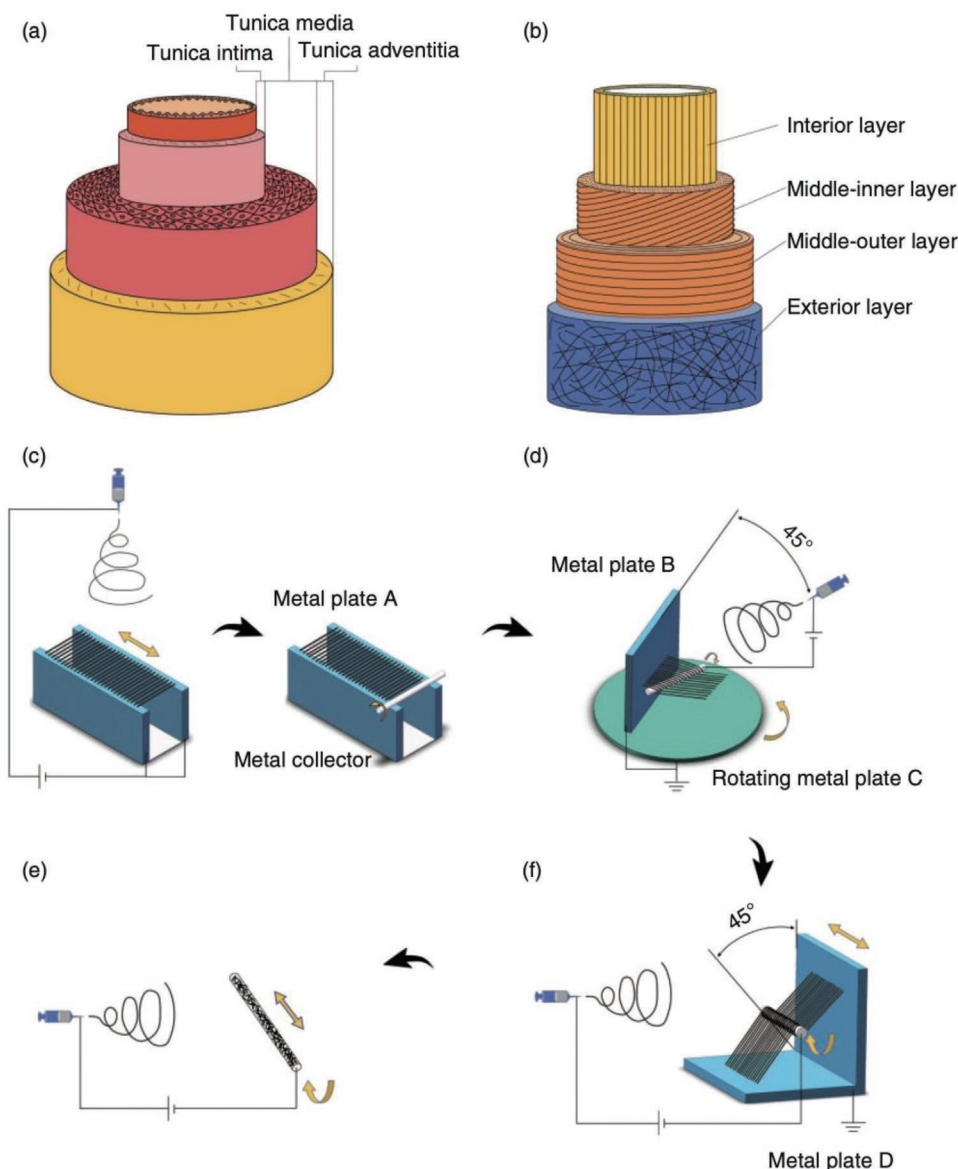 (a)
Tunica media
Tunica intima
Tunica adventitia
(b)
Interior layer
Middle-inner layer
Middle-outer layer
Exterior layer
(c)
Metal plate A
Metal collector
(d)
45°
Metal plate B
Rotating metal plate C
(e)
(f)
45°
Metal plate D